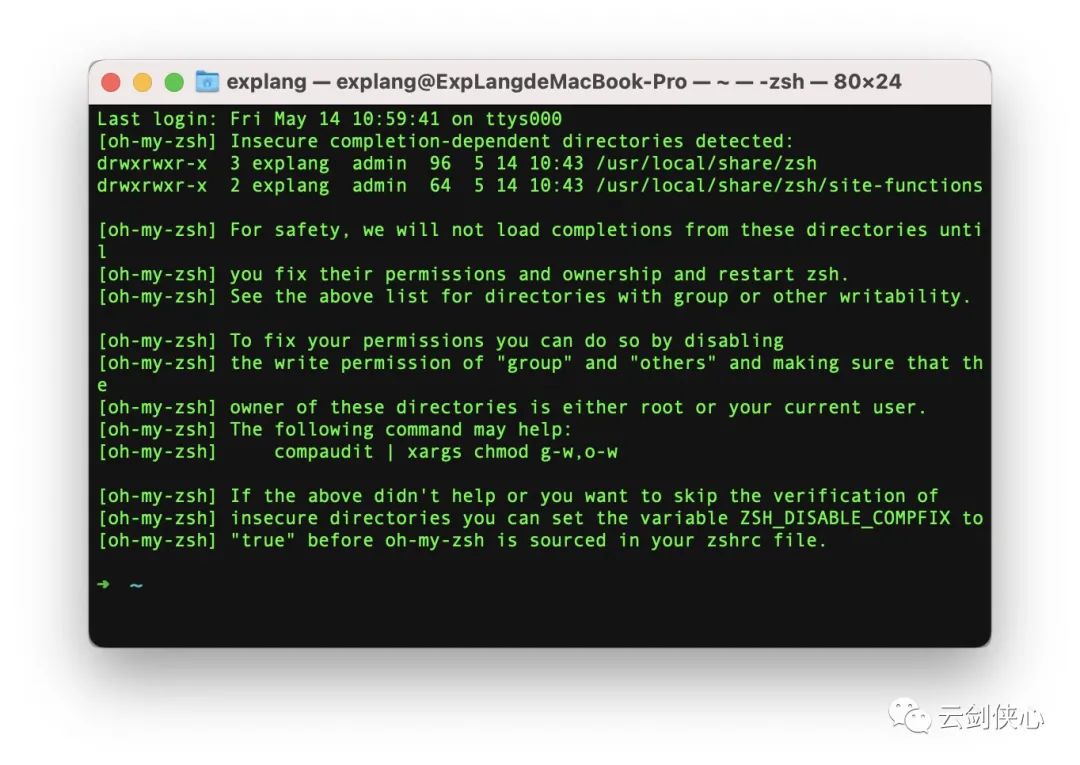 explang — explang@ExpLangdeMacBook-Pro — ~ — -zsh — 80×24
Last login: Fri May 14 10:59:41 on ttys000
[oh-my-zsh] Insecure completion-dependent directories detected:
drwxrwxr-x  3 explang  admin  96  5 14 10:43 /usr/local/share/zsh
drwxrwxr-x  2 explang  admin  64  5 14 10:43 /usr/local/share/zsh/site-functions
[oh-my-zsh] For safety, we will not load completions from these directories unti
l
[oh-my-zsh] you fix their permissions and ownership and restart zsh.
[oh-my-zsh] See the above list for directories with group or other writability.
[oh-my-zsh] To fix your permissions you can do so by disabling
[oh-my-zsh] the write permission of "group" and "others" and making sure that th
e
[oh-my-zsh] owner of these directories is either root or your current user.
[oh-my-zsh] The following command may help:
[oh-my-zsh]     compaudit | xargs chmod g-w,o-w
[oh-my-zsh] If the above didn't help or you want to skip the verification of
[oh-my-zsh] insecure directories you can set the variable ZSH_DISABLE_COMPFIX to
[oh-my-zsh] "true" before oh-my-zsh is sourced in your zshrc file.
➜  ~
云剑侠心